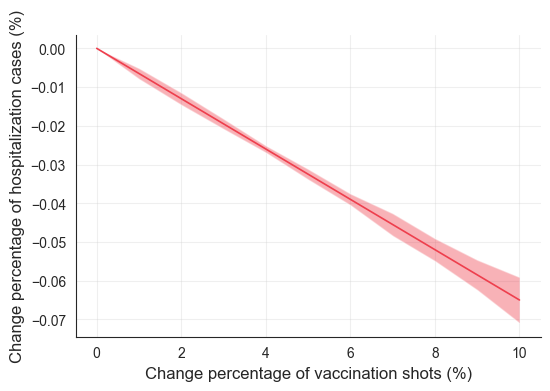 Change percentage of hospitalization cases (%)
0.00
−0.01
−0.02
−0.03
−0.04
−0.05
−0.06
−0.07
0 2 4 6 8 10
Change percentage of vaccination shots (%)